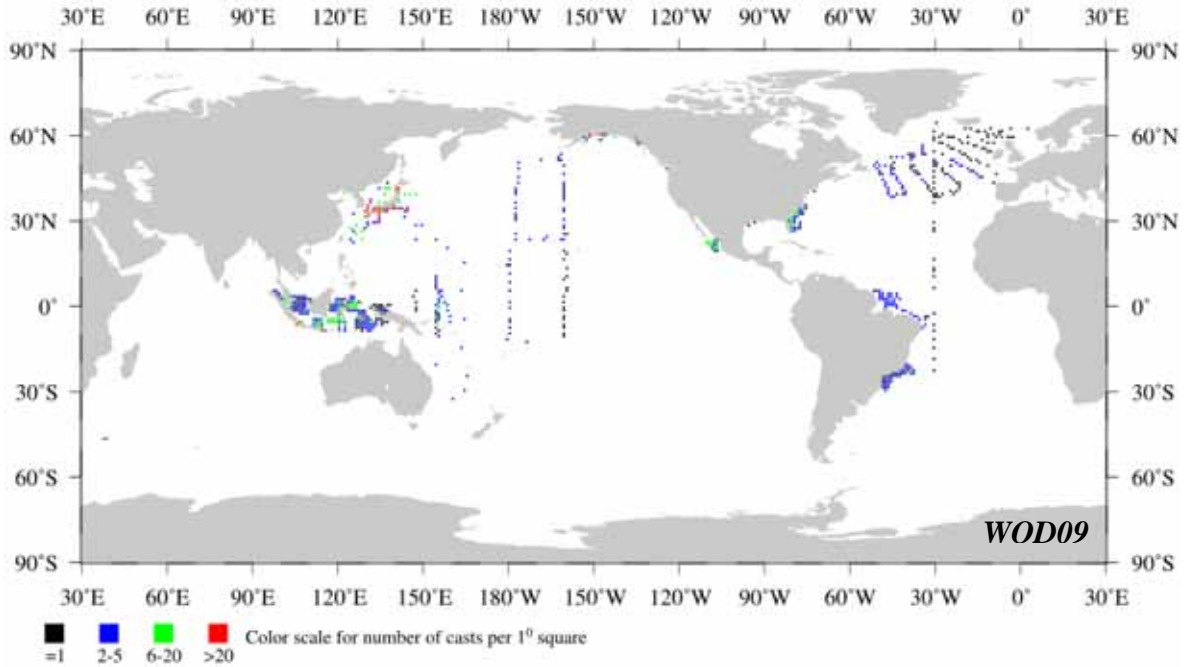 30˚E 60˚E 90˚E 120˚E 150˚E 180˚W 150˚W 120˚W 90˚W 60˚W 30˚W 0˚ 30˚E
90˚N 90˚N
60˚N 60˚N
30˚N 30˚N
0˚ 0˚
30˚S 30˚S
60˚S 60˚S
WOD09
90˚S 90˚S
30˚E 60˚E 90˚E 120˚E 150˚E 180˚W 150˚W 120˚W 90˚W 60˚W 30˚W 0˚ 30˚E
Color scale for number of casts per 1⁰ square
=1 2-5 6-20 >20